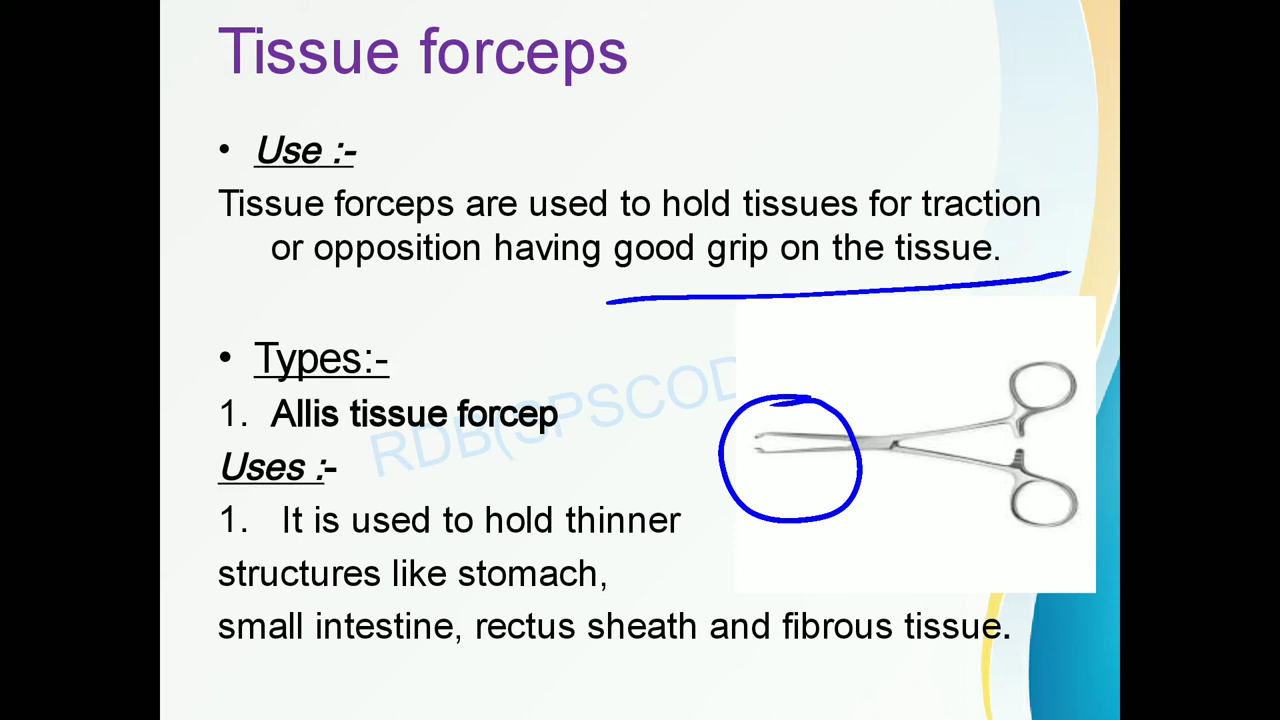 Tissue forceps
• Use :-
Tissue forceps are used to hold tissues for traction
or opposition having good grip on the tissue.
• Types:-
1. Allis tissue forcep
RDB(SPSCOD
Uses :-
1. It is used to hold thinner
structures like stomach,
small intestine, rectus sheath and fibrous tissue.